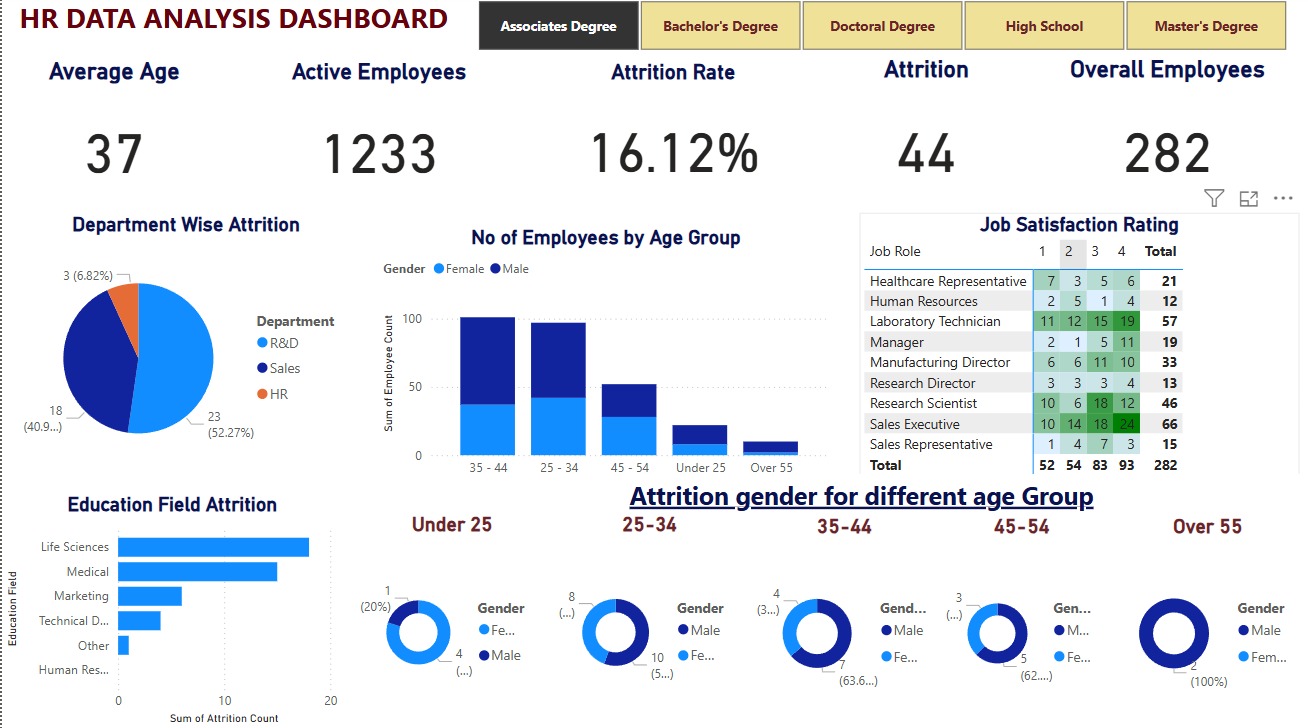 HR DATA ANALYSIS DASHBOARD
Associates Degree
Bachelor's Degree
Doctoral Degree
High School
Master's Degree
Average Age
Active Employees
Attrition Rate
Attrition
Overall Employees
37
1233
16.12%
44
282
Department Wise Attrition
3 (6.82%)
18
(40.9...)
23
(52.27%)
Department
R&D
Sales
HR
No of Employees by Age Group
Gender Female Male
Sum of Employee Count
100
50
0
35 - 44
25 - 34
45 - 54
Under 25
Over 55
Job Satisfaction Rating
Job Role 1 2 3 4 Total
Healthcare Representative 7 3 5 6 21
Human Resources 2 5 1 4 12
Laboratory Technician 11 12 15 19 57
Manager 2 1 5 11 19
Manufacturing Director 6 6 11 10 33
Research Director 3 3 3 4 13
Research Scientist 10 6 18 12 46
Sales Executive 10 14 18 24 66
Sales Representative 1 4 7 3 15
Total 52 54 83 93 282
Education Field Attrition
Education Field
Life Sciences
Medical
Marketing
Technical D...
Other
Human Res...
0 10 20
Sum of Attrition Count
Attrition gender for different age Group
Under 25
1
(20%)
4
(...)
Gender
Fe...
Male
25-34
8
(...)
10
(5...)
Gender
Male
Fe...
35-44
4
(3...)
7
(63.6...)
Gend...
Male
Fe...
45-54
3
(...)
5
(62....)
Gen...
M...
Fe...
Over 55
2
(100%)
Gender
Male
Fem...